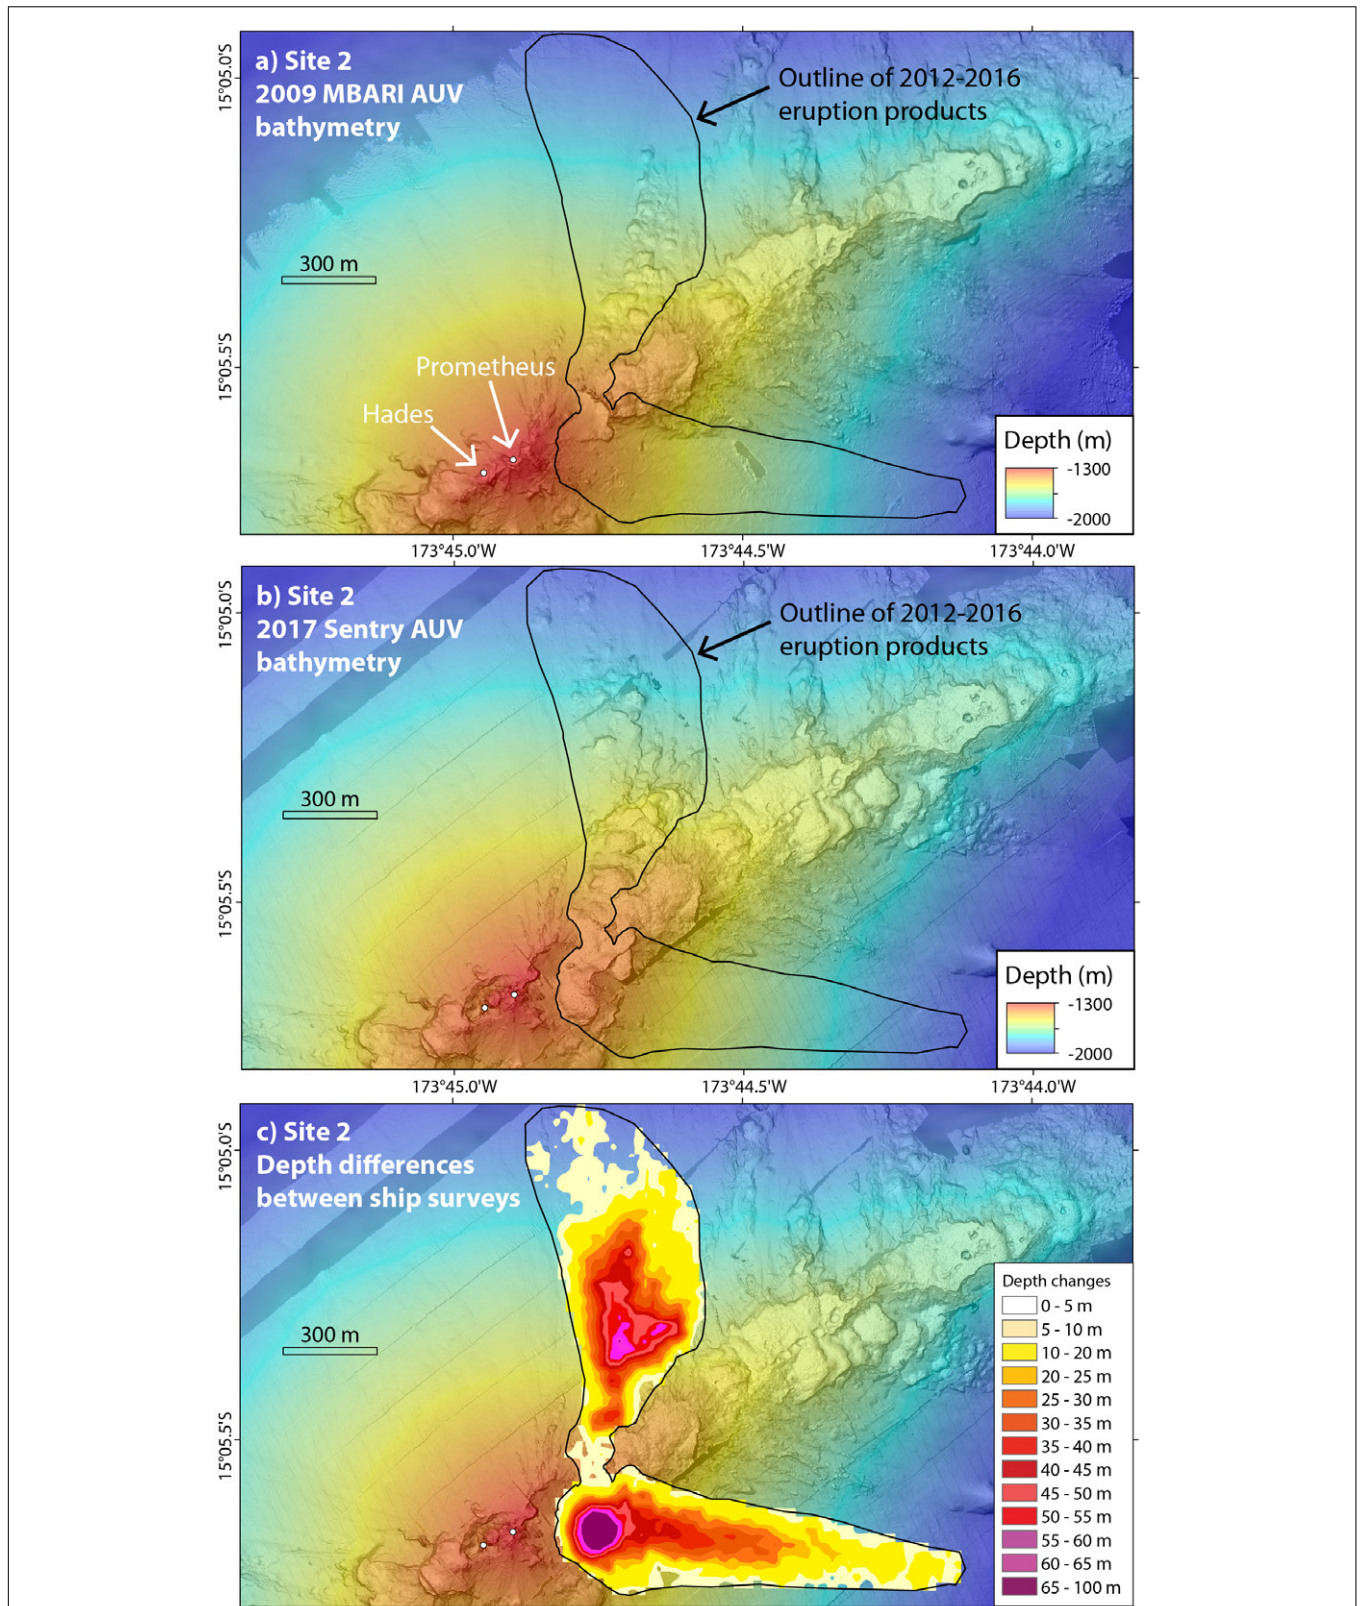 a) Site 2
2009 MBARI AUV
bathymetry
Outline of 2012-2016
eruption products
15°05.0'S
300 m
Prometheus
Hades
15°05.5'S
Depth (m)
-1300
-2000
173°45.0'W
173°44.5'W
173°44.0'W
b) Site 2
2017 Sentry AUV
bathymetry
Outline of 2012-2016
eruption products
15°05.0'S
300 m
15°05.5'S
Depth (m)
-1300
-2000
173°45.0'W
173°44.5'W
173°44.0'W
c) Site 2
Depth differences
between ship surveys
15°05.0'S
300 m
15°05.5'S
Depth changes
0 - 5 m
5 - 10 m
10 - 20 m
20 - 25 m
25 - 30 m
30 - 35 m
35 - 40 m
40 - 45 m
45 - 50 m
50 - 55 m
55 - 60 m
60 - 65 m
65 - 100 m